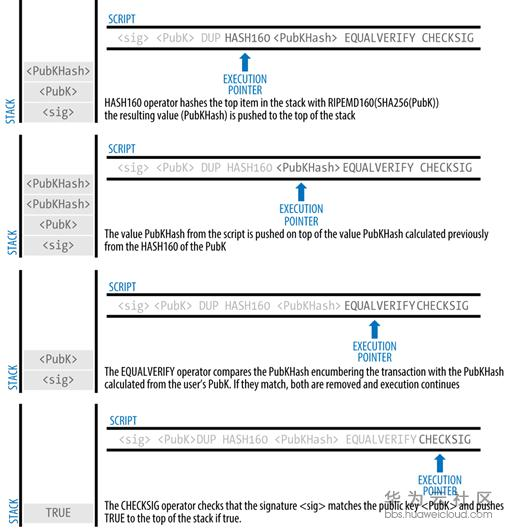 SCRIPT
<sig> <PubK> DUP HASH160 <PubKHash> EQUALVERIFY CHECKSIG
EXECUTION
POINTER
<PubKHash>
<PubK>
<sig>
STACK
HASH160 operator hashes the top item in the stack with RIPEMD160(SHA256(PubK))
the resulting value (PubKHash) is pushed to the top of the stack
SCRIPT
<sig> <PubK> DUP HASH160 <PubKHash> EQUALVERIFY CHECKSIG
EXECUTION
POINTER
<PubKHash>
<PubKHash>
<PubK>
<sig>
STACK
The value PubKHash from the script is pushed on top of the value PubKHash calculated previously
from the HASH160 of the PubK
SCRIPT
<sig> <PubK> DUP HASH160 <PubKHash> EQUALVERIFY CHECKSIG
EXECUTION
POINTER
<PubK>
<sig>
STACK
The EQUALVERIFY operator compares the PubKHash encumbering the transaction with the PubKHash
calculated from the user's PubK. If they match, both are removed and execution continues
SCRIPT
<sig> <PubK>DUP HASH160 <PubKHash> EQUALVERIFY CHECKSIG
EXECUTION
POINTER
TRUE
STACK
The CHECKSIG operator checks that the signature <sig> matches the public key <PubK> and pushes
TRUE to the top of the stack if true.
华为云社区
bbs.huaweicloud.com